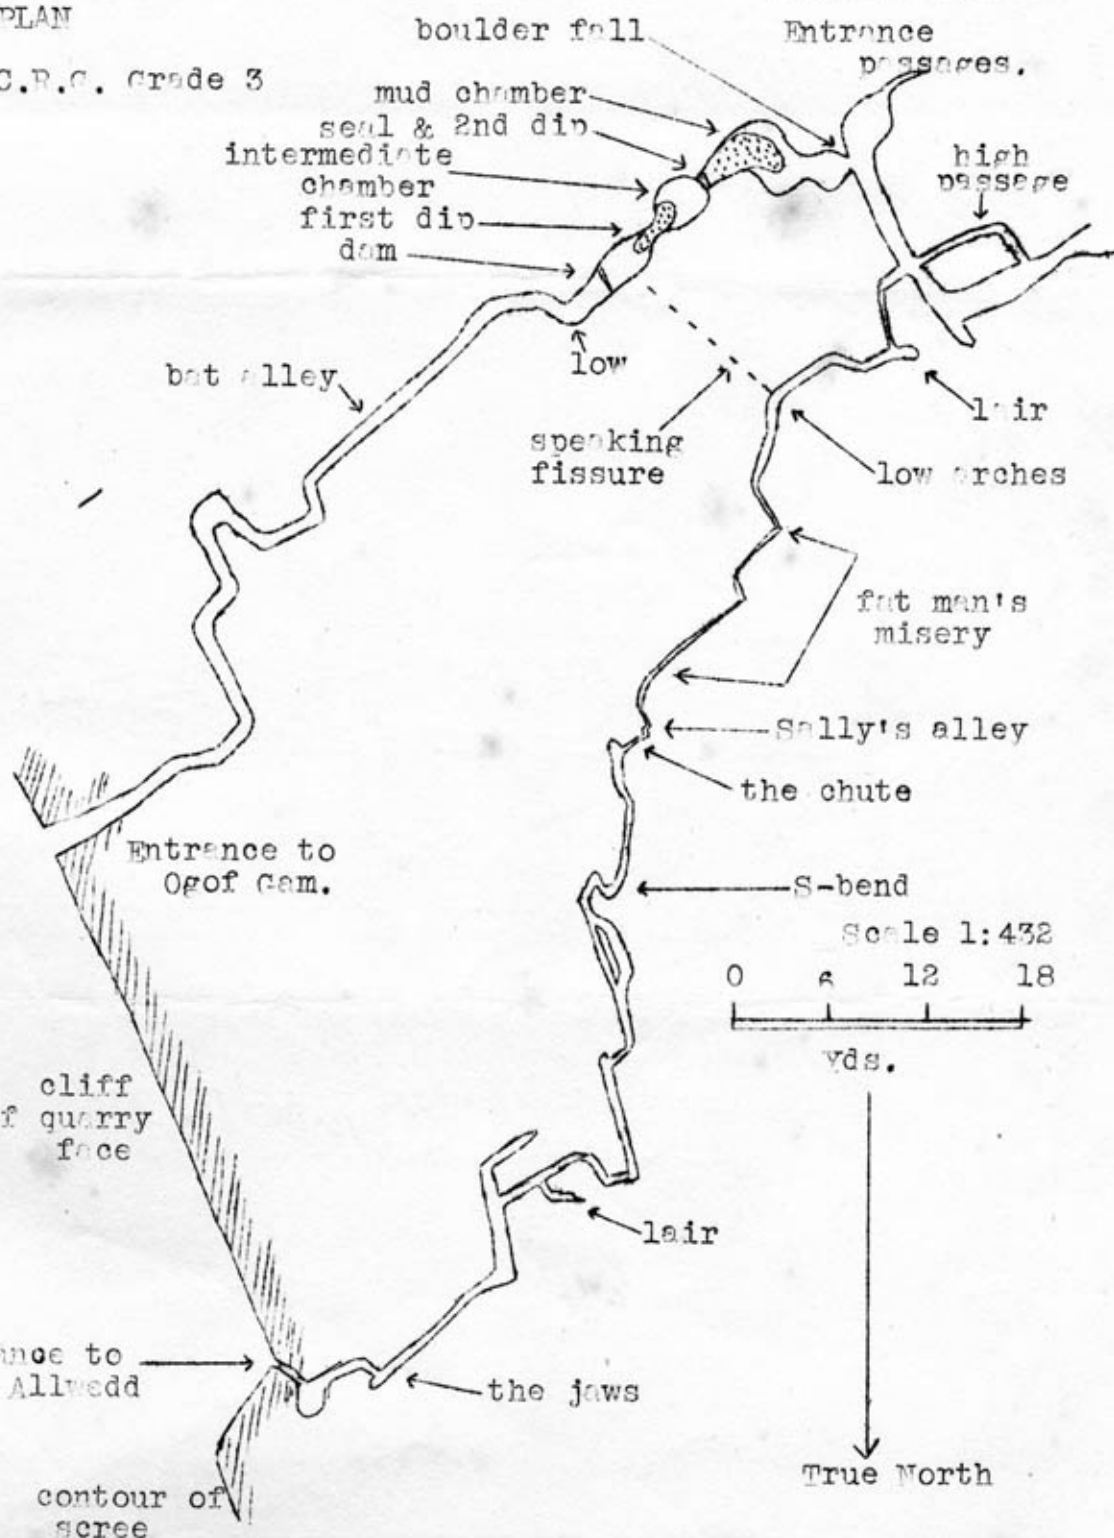 PLAN
C.R.G. Grade 3
boulder fall
Entrance
passages.
mud chamber
seal & 2nd dip
intermediate
chamber
first dip
dam
high
passage
low
bat alley
lair
speaking
fissure
low arches
fat man's
misery
Sally's alley
the chute
Entrance to
Ogof Gam.
S-bend
Scale 1:432
0 6 12 18
yds.
cliff
f quarry
face
lair
ance to
Allwedd
the jaws
True North
contour of
scree